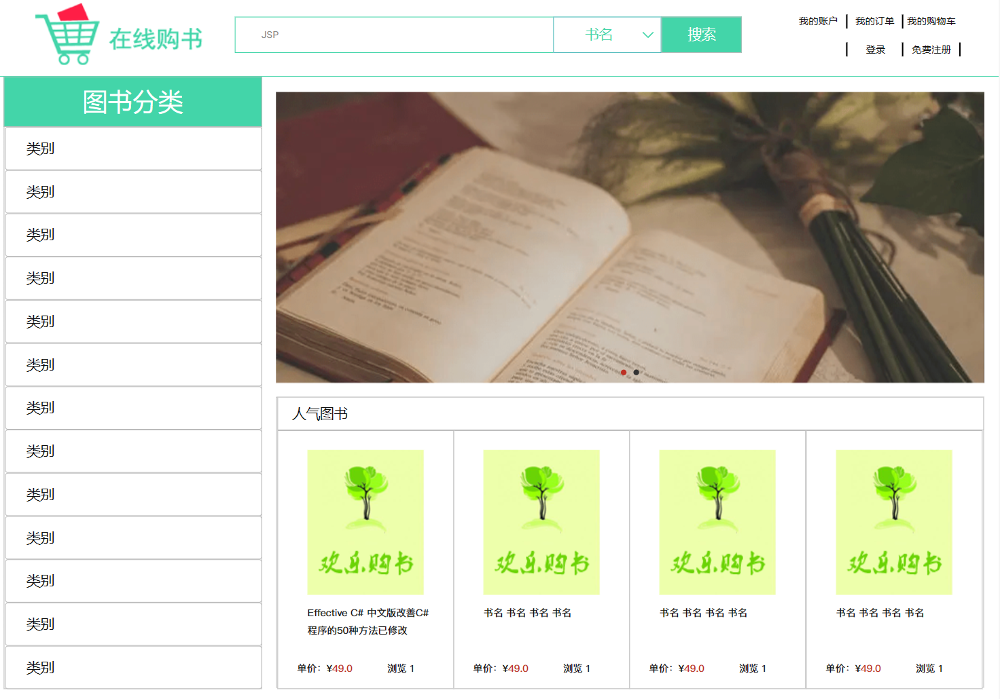 在线购书
JSP
书名
搜索
我的账户
我的订单
我的购物车
登录
免费注册
图书分类
类别
类别
类别
类别
类别
类别
类别
类别
类别
类别
类别
类别
类别
人气图书
欢乐购书
欢乐购书
欢乐购书
欢乐购书
Effective C# 中文版改善C#
程序的50种方法已修改
书名 书名 书名 书名
书名 书名 书名 书名
书名 书名 书名 书名
单价：¥49.0 浏览 1
单价：¥49.0 浏览 1
单价：¥49.0 浏览 1
单价：¥49.0 浏览 1